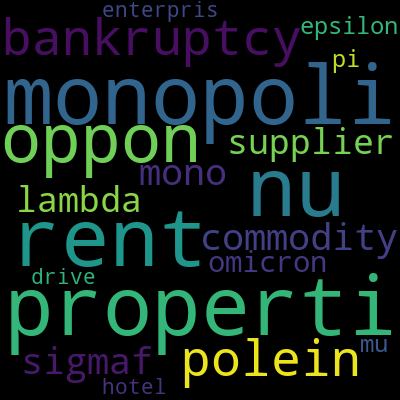 enterpris
bankruptcy epsilon
pi
monopoli
oppon supplier
mono nu
lambda
rent commodity
omicron
drive
properti
sigmaf polein mu
hotel